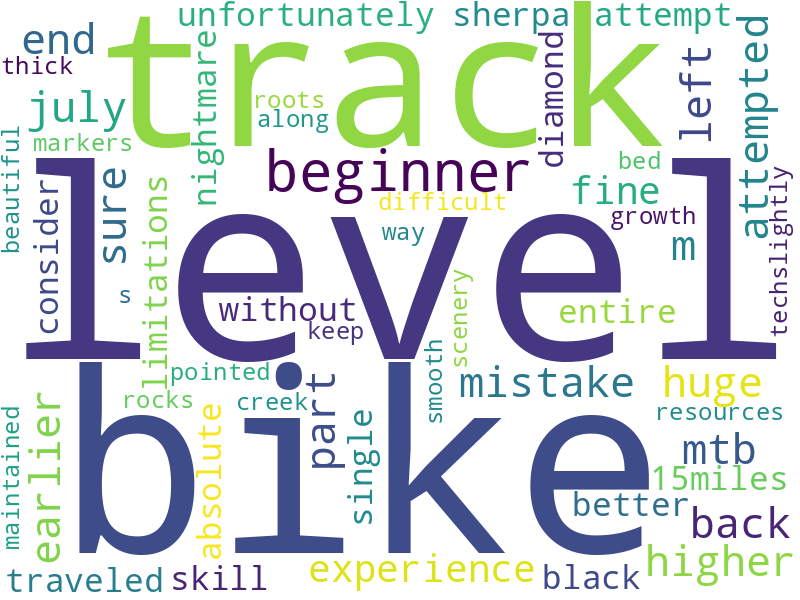 unfortunately
sherpa
attempt
end
track
thick
july
nightmare
roots
along
diamond
left
attempted
markers
beginner
bed
beautiful
consider
sure
limitations
difficult
fine
growth
way
m
techslightly
s
without
keep
entire
scenery
smooth
pointed
level
mistake
huge
rocks
creek
part
resources
maintained
earlier
absolute
single
bike
mtb
15miles
better
back
traveled
skill
experience
black
higher